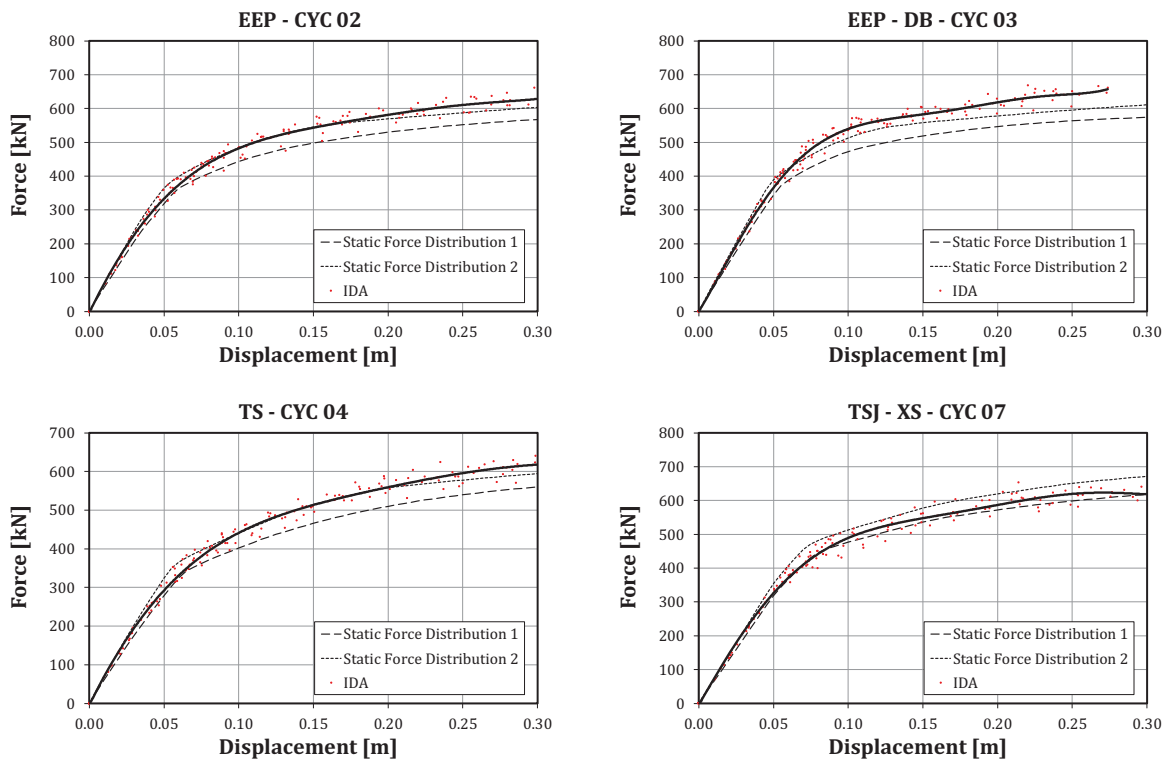 EEP - CYC 02
800
700
600
500
400
300
200
100
0
Force [kN]
Static Force Distribution 1
Static Force Distribution 2
IDA
0.00 0.05 0.10 0.15 0.20 0.25 0.30
Displacement [m]
EEP - DB - CYC 03
800
700
600
500
400
300
200
100
0
Force [kN]
Static Force Distribution 1
Static Force Distribution 2
IDA
0.00 0.05 0.10 0.15 0.20 0.25 0.30
Displacement [m]
TS - CYC 04
700
600
500
400
300
200
100
0
Force [kN]
Static Force Distribution 1
Static Force Distribution 2
IDA
0.00 0.05 0.10 0.15 0.20 0.25 0.30
Displacement [m]
TSJ - XS - CYC 07
800
700
600
500
400
300
200
100
0
Force [kN]
Static Force Distribution 1
Static Force Distribution 2
IDA
0.00 0.05 0.10 0.15 0.20 0.25 0.30
Displacement [m]